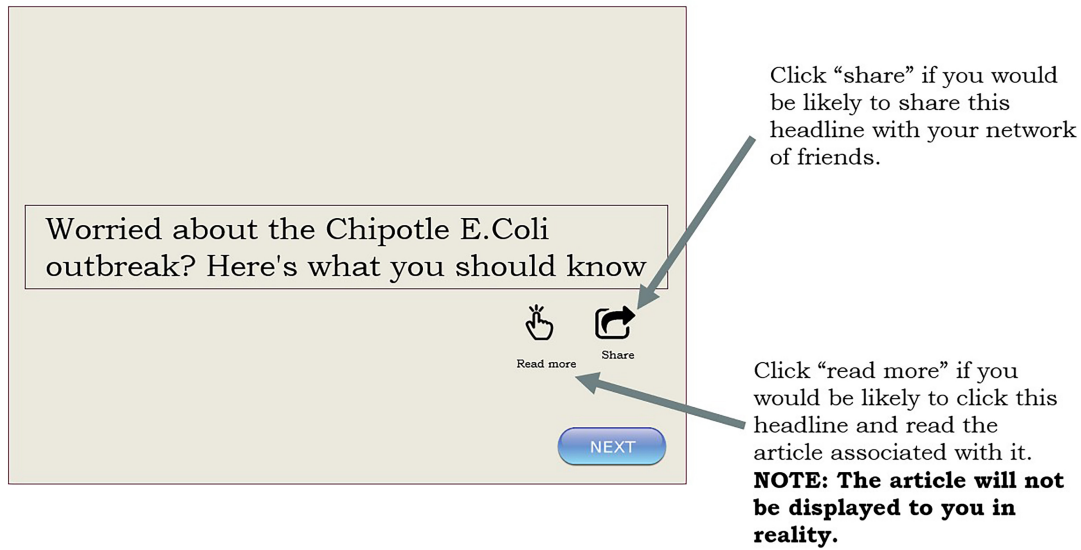 Worried about the Chipotle E.Coli
outbreak? Here's what you should know
Read more
Share
NEXT
Click “share” if you would
be likely to share this
headline with your network
of friends.
Click “read more” if you
would be likely to click this
headline and read the
article associated with it.
NOTE: The article will not
be displayed to you in
reality.